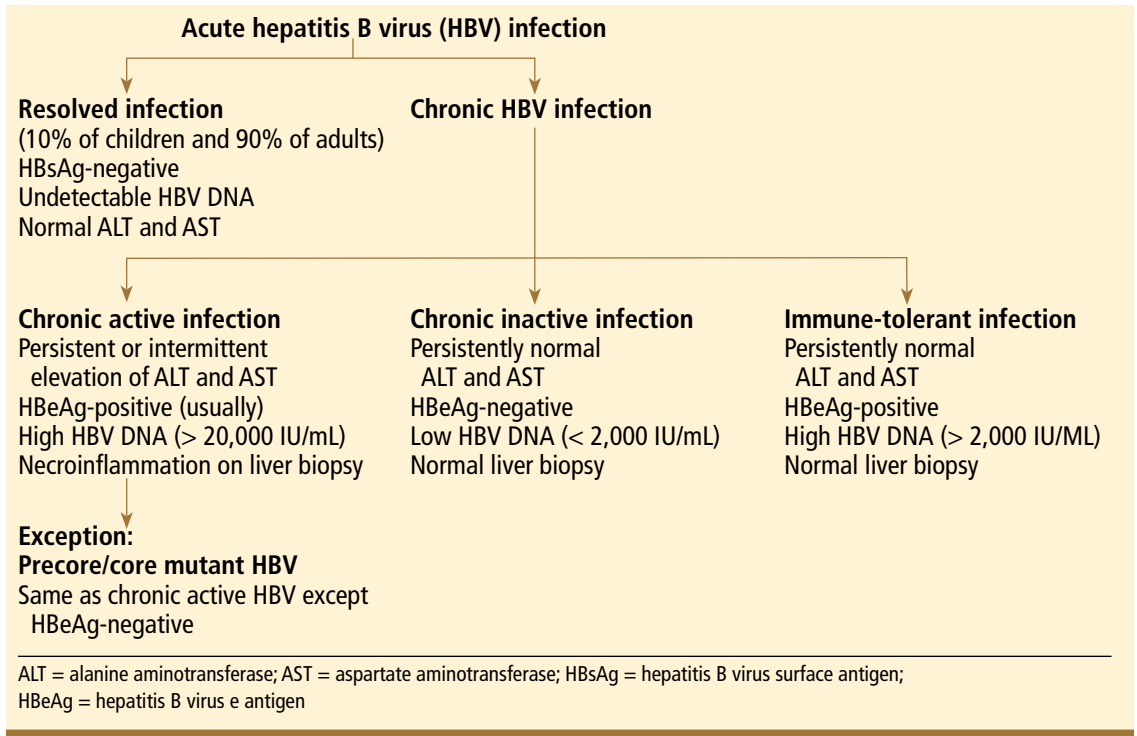 Acute hepatitis B virus (HBV) infection
Resolved infection
(10% of children and 90% of adults)
HBsAg-negative
Undetectable HBV DNA
Normal ALT and AST
Chronic HBV infection
Chronic active infection
Persistent or intermittent
elevation of ALT and AST
HBeAg-positive (usually)
High HBV DNA (> 20,000 IU/mL)
Necroinflammation on liver biopsy
Chronic inactive infection
Persistently normal
ALT and AST
HBeAg-negative
Low HBV DNA (< 2,000 IU/mL)
Normal liver biopsy
Immune-tolerant infection
Persistently normal
ALT and AST
HBeAg-positive
High HBV DNA (> 2,000 IU/ML)
Normal liver biopsy
Exception:
Precore/core mutant HBV
Same as chronic active HBV except
HBeAg-negative
ALT = alanine aminotransferase; AST = aspartate aminotransferase; HBsAg = hepatitis B virus surface antigen;
HBeAg = hepatitis B virus e antigen